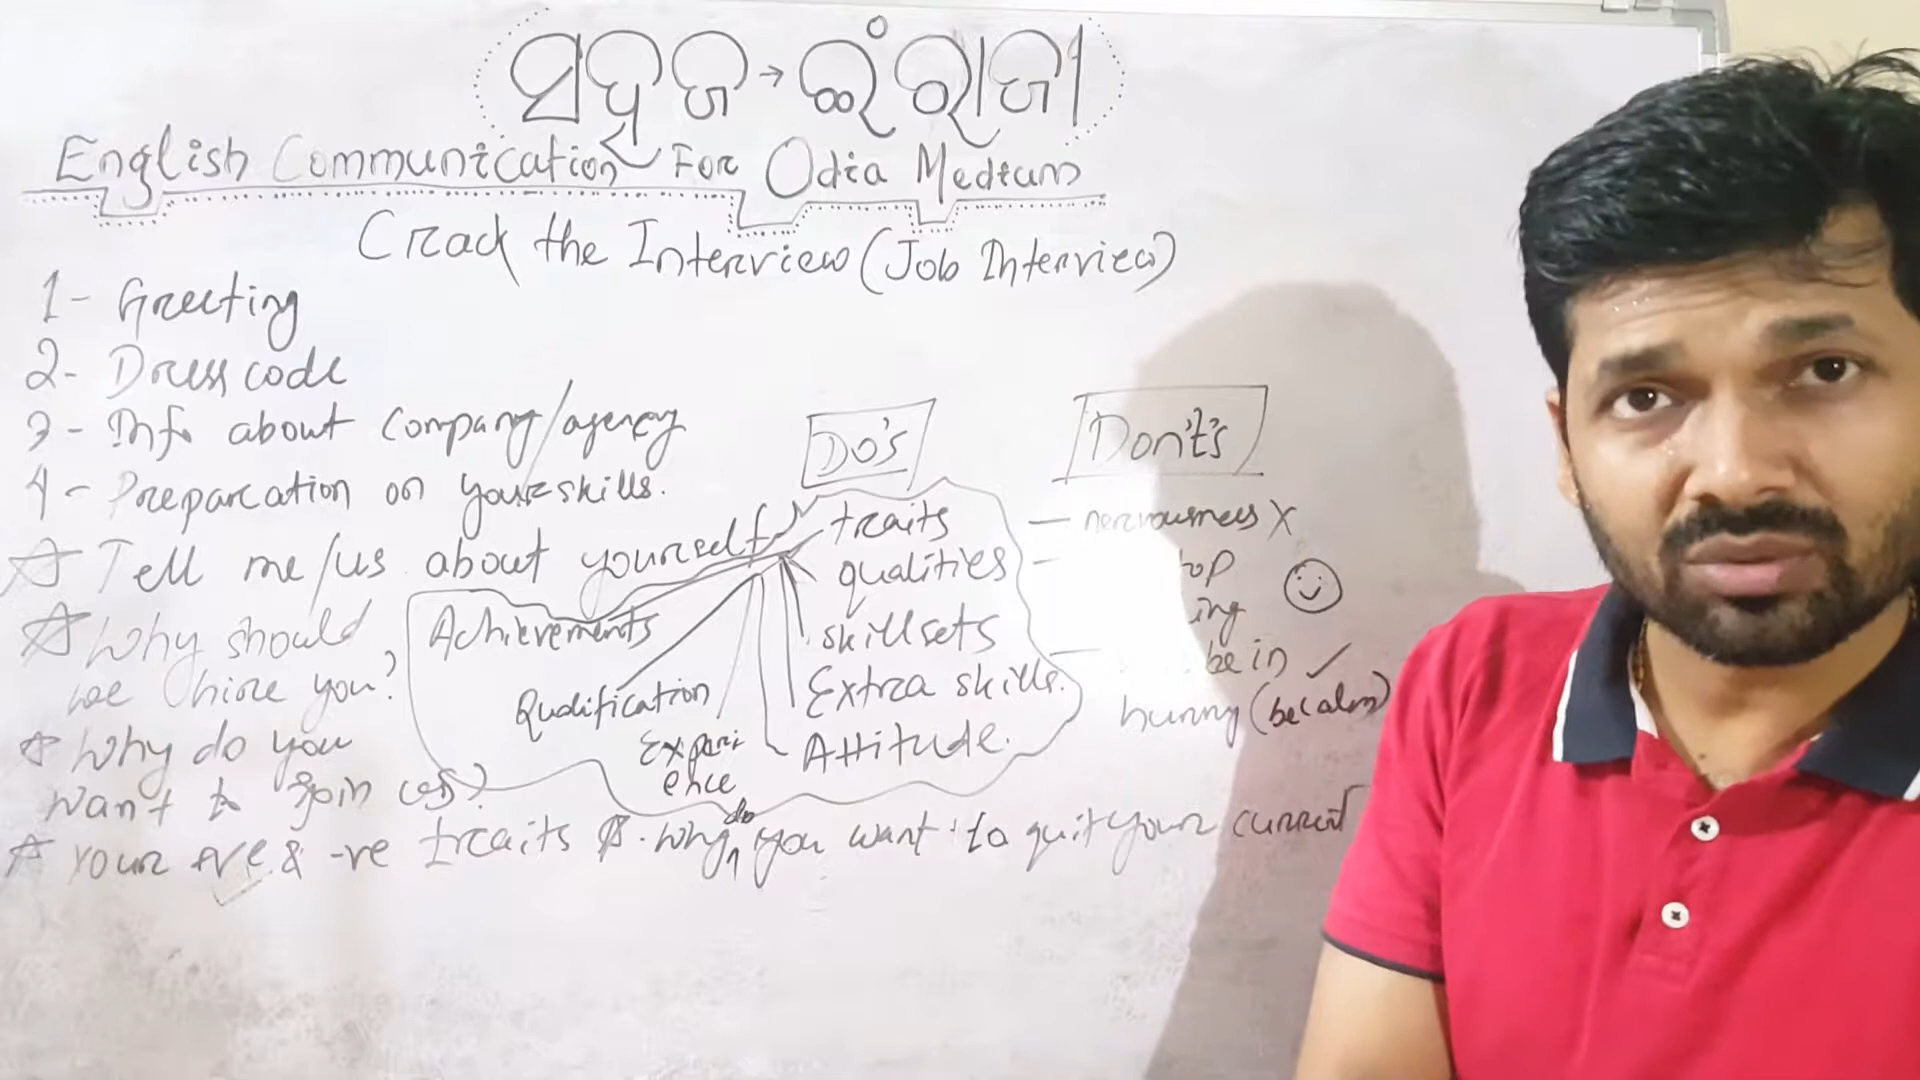 ସହଜ → ଇଂରାଜୀ
English Communication For Odia Medium
Crack the Interview (Job Interview)
1- Greeting
2- Dress code
3- Info about company/agency
4- Preparation on your skills.
☆ Tell me/us about yourself
☆ Why should
we hire you?
☆ Why do you
want to join us?
☆ Your +ve & -ve traits
☆. Why do you want to quit your current
Achievements
Qualification
Experi
ence
Do's
traits
qualities
skillsets
Extra skills.
Attitude.
Don't's
— nervousness X
be in ✓
hurry (be calm)